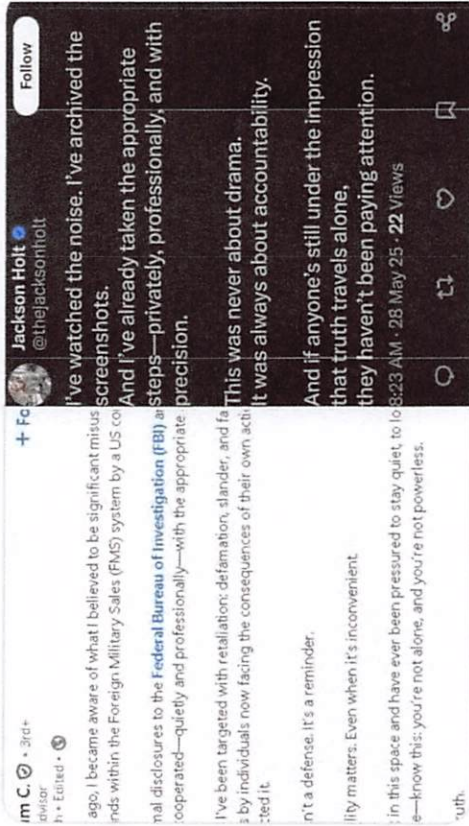 im C. • 3rd+
+ Fo
dvisor
h • Edited •
ago, I became aware of what I believed to be significant misus
nds within the Foreign Military Sales (FMS) system by a US co
nal disclosures to the Federal Bureau of Investigation (FBI) ar
ooperated—quietly and professionally—with the appropriate
I've been targeted with retaliation: defamation, slander, and fa
s by individuals now facing the consequences of their own acti
cted it.
n't a defense. It's a reminder.
lity matters. Even when it's inconvenient.
in this space and have ever been pressured to stay quiet, to lo
e—know this: you're not alone, and you're not powerless.
ruth.
Jackson Holt
@thejacksonholt
Follow
I've watched the noise. I've archived the
screenshots.
And I've already taken the appropriate
steps—privately, professionally, and with
precision.
This was never about drama.
It was always about accountability.
And if anyone's still under the impression
that truth travels alone,
they haven't been paying attention.
8:23 AM · 28 May 25 · 22 Views